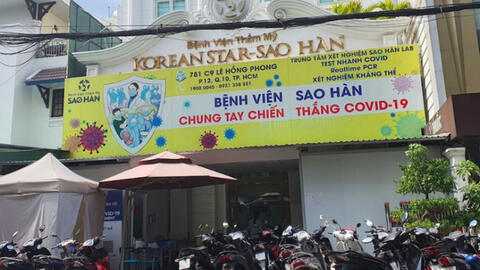 Bệnh Viện Thẩm Mỹ
KOREAN STAR-SAO HÀN
SAO HÀN
781 C9 LÊ HỒNG PHONG
P.12, Q.10, TP.HCM
TRUNG TÂM XÉT NGHIỆM SAO HÀN LAB
TEST NHANH COVID
Realtime PCR
XÉT NGHIỆM KHÁNG THỂ
BỆNH VIỆN SAO HÀN
CHUNG TAY CHIẾN THẮNG COVID-19